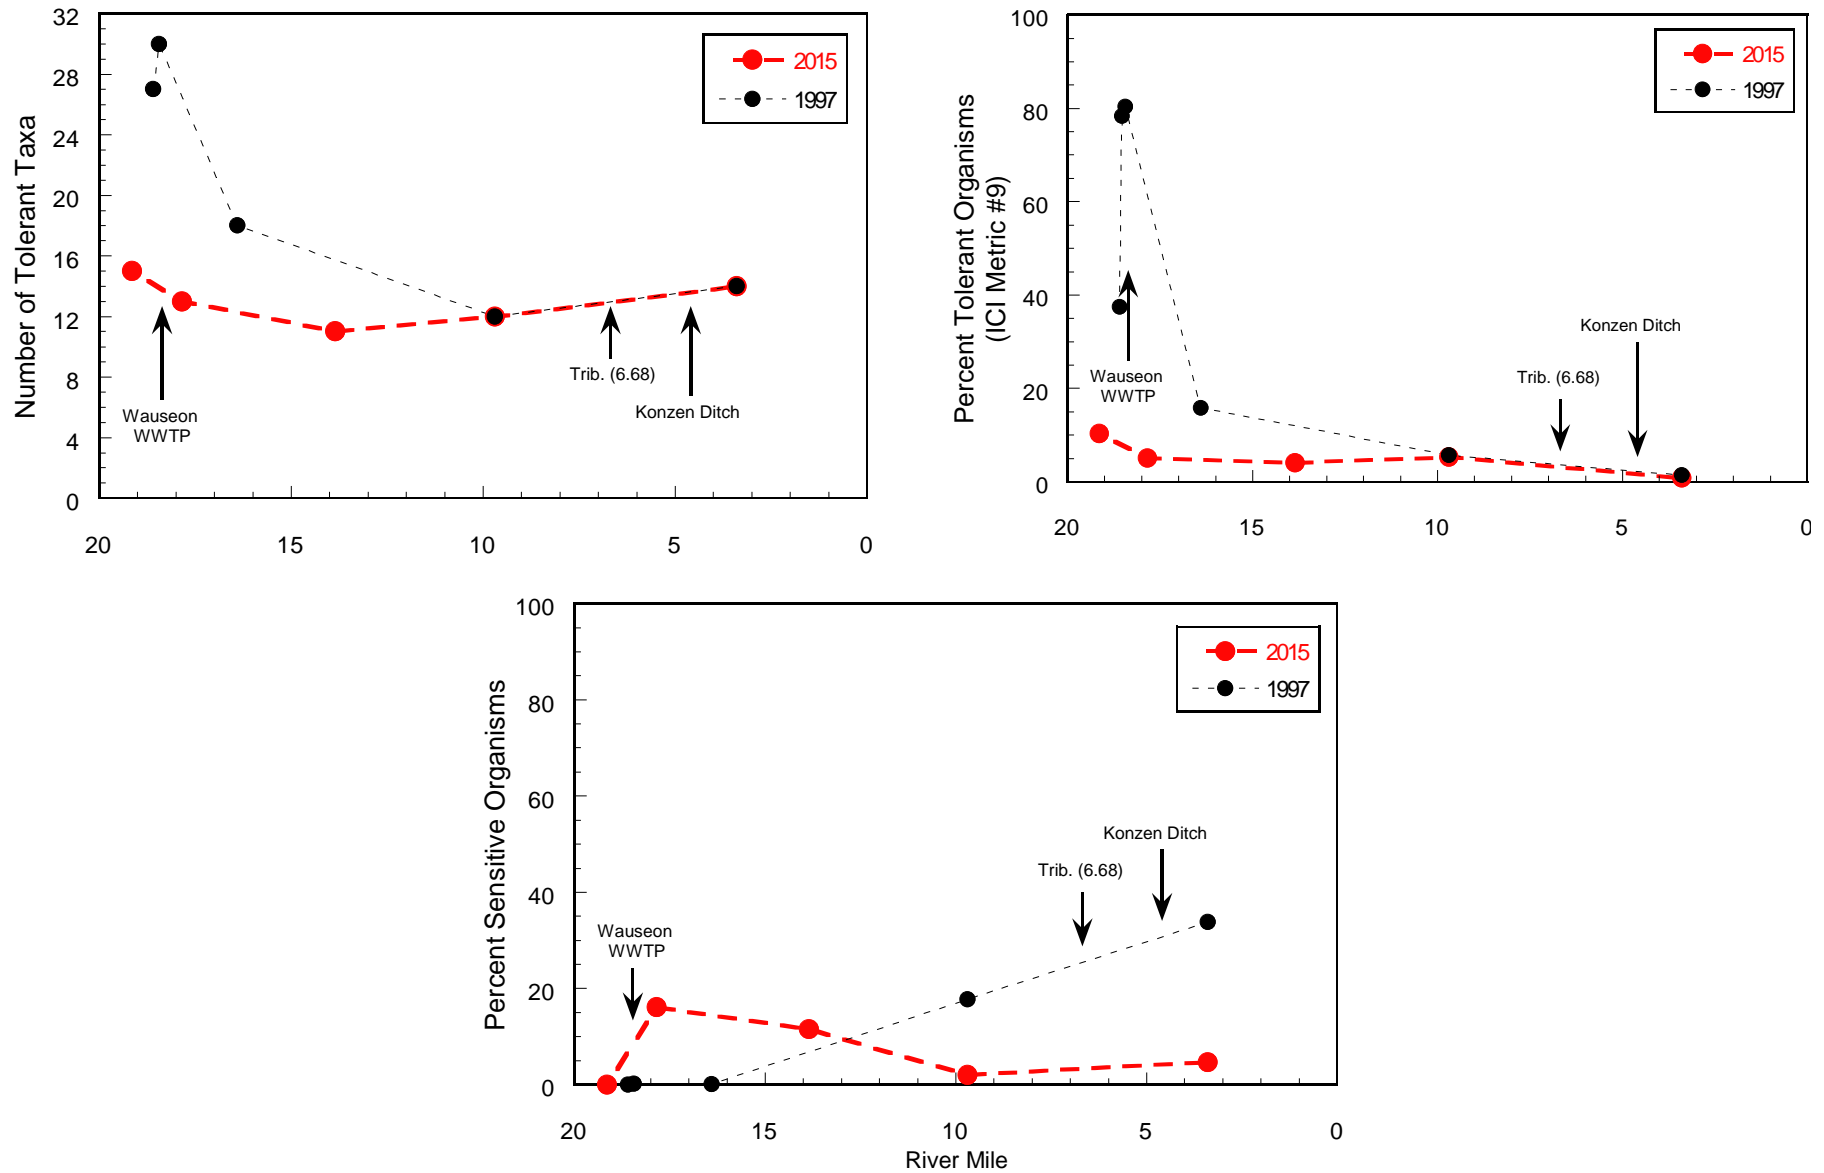 32
28
24
20
16
12
8
4
0
Number of Tolerant Taxa
2015
1997
Wauseon
WWTP
Trib. (6.68)
Konzen Ditch
20
15
10
5
0
100
80
60
40
20
0
Percent Tolerant Organisms
(ICI Metric #9)
2015
1997
Wauseon
WWTP
Trib. (6.68)
Konzen Ditch
20
15
10
5
0
100
80
60
40
20
0
Percent Sensitive Organisms
2015
1997
Wauseon
WWTP
Trib. (6.68)
Konzen Ditch
20
15
10
5
0
River Mile